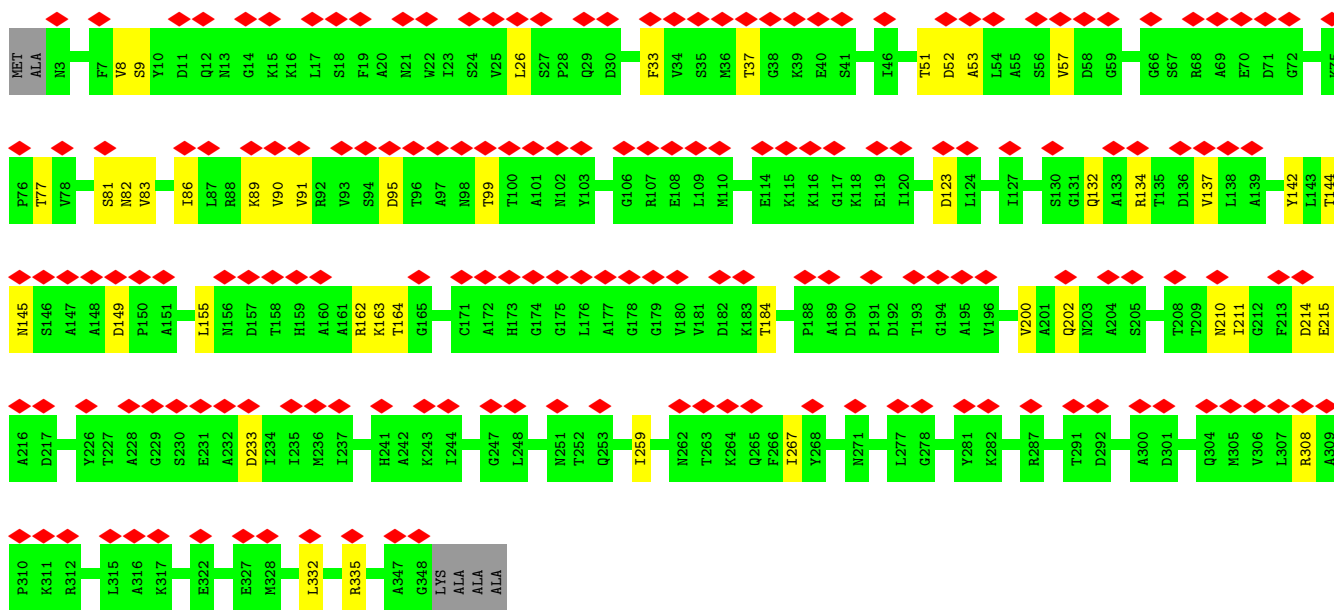 MET ALA N3 F7 V8 S9 Y10 D11 Q12 N13 G14 K15 K16 L17 S18 F19 A20 N21 W22 I23 S24 V25 L26 S27 P28 Q29 D30 F33 V34 S35 M36 T37 G38 K39 E40 S41 I46 T51 D52 A53 L54 A55 S56 V57 D58 G59 G66 S67 R68 A69 E70 D71 G72
P76 T77 V78 S81 N82 V83 I86 L87 R88 K89 V90 V91 R92 V93 S94 D95 T96 A97 N98 T99 T100 A101 N102 Y103 G106 R107 E108 L109 M110 E114 K115 K116 G117 K118 E119 I120 D123 L124 I127 S130 G131 Q132 A133 R134 T135 D136 V137 L138 A139 Y142 L143 T144
N145 S146 A147 A148 D149 P150 A151 L155 N156 D157 T158 H159 A160 A161 R162 K163 T164 G165 C171 A172 H173 G174 G175 L176 A177 G178 G179 V180 V181 D182 K183 T184 P188 A189 D190 P191 D192 T193 G194 A195 V196 V200 A201 Q202 N203 A204 S205 T208 T209 N210 I211 G212 F213 D214 E215
A216 D217 Y226 T227 A228 G229 S230 E231 A232 D233 I234 I235 M236 I237 H241 A242 K243 I244 G247 L248 N251 T252 Q253 I259 N262 T263 K264 Q265 F266 I267 Y268 N271 L277 G278 Y281 K282 R287 T291 D292 A300 D301 Q304 M305 V306 L307 R308 A309
P310 K311 R312 L315 A316 K317 E322 E327 M328 L332 R335 A347 G348 LYS ALA ALA ALA